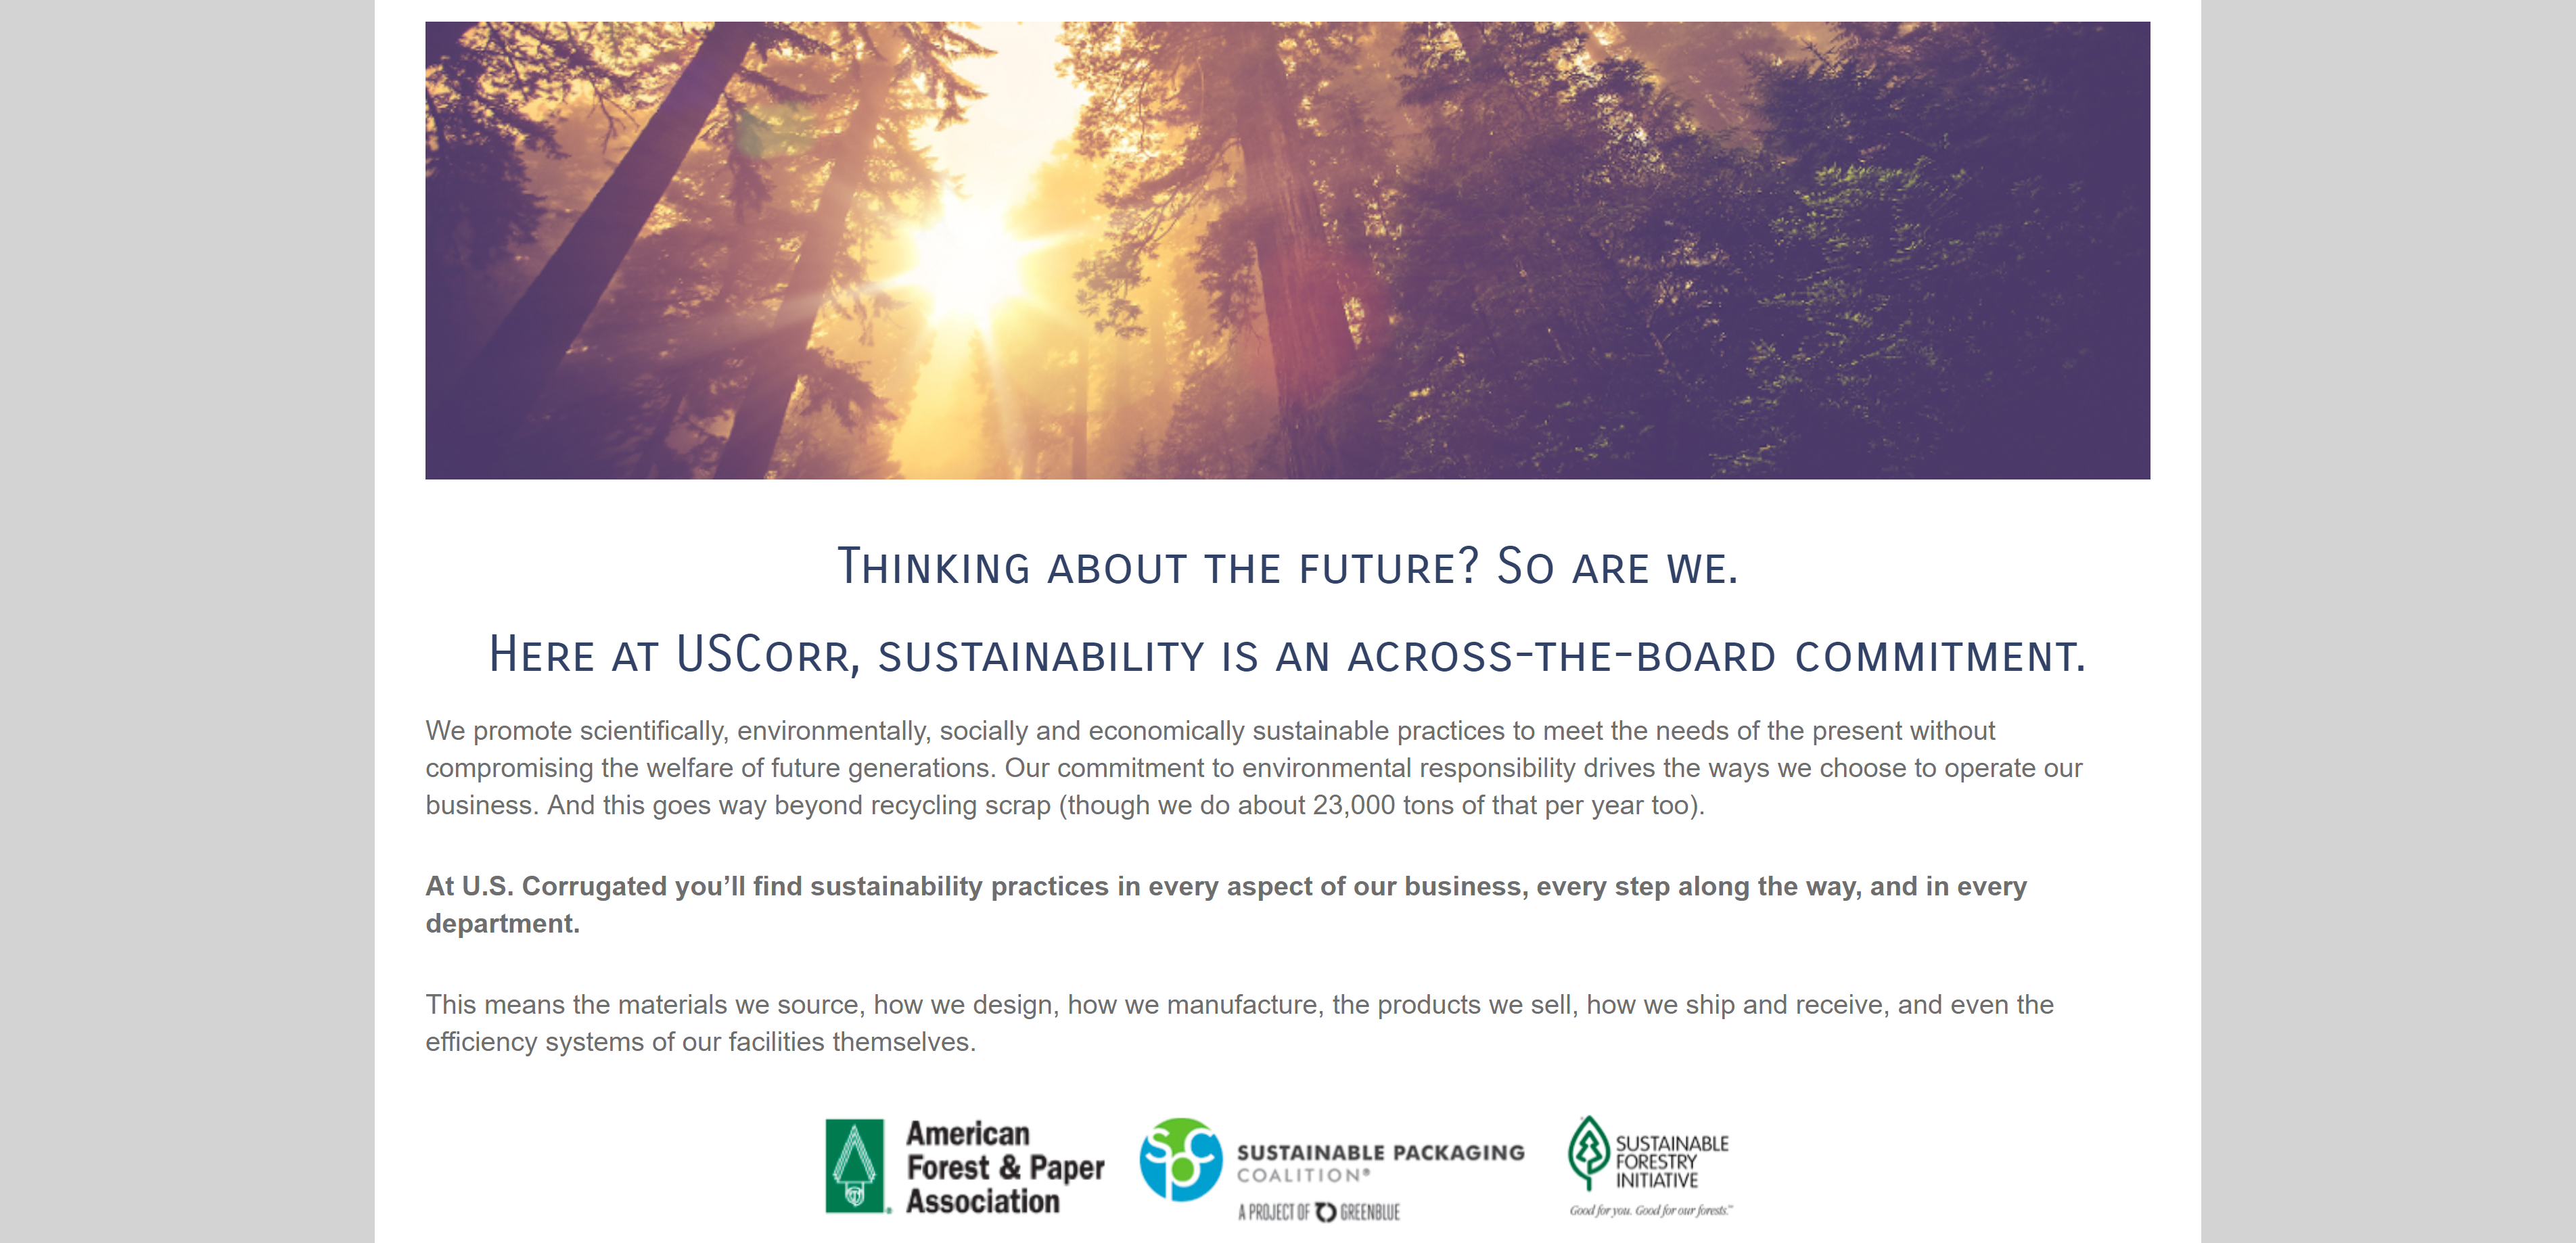 Thinking about the future? So are we.
Here at USCorr, sustainability is an across-the-board commitment.
We promote scientifically, environmentally, socially and economically sustainable practices to meet the needs of the present without
compromising the welfare of future generations. Our commitment to environmental responsibility drives the ways we choose to operate our
business. And this goes way beyond recycling scrap (though we do about 23,000 tons of that per year too).
At U.S. Corrugated you’ll find sustainability practices in every aspect of our business, every step along the way, and in every
department.
This means the materials we source, how we design, how we manufacture, the products we sell, how we ship and receive, and even the
efficiency systems of our facilities themselves.
American
Forest & Paper
Association
®
SPC
SUSTAINABLE PACKAGING
COALITION®
A PROJECT OF GREENBLUE
SUSTAINABLE
FORESTRY
INITIATIVE
Good for you. Good for our forests.™